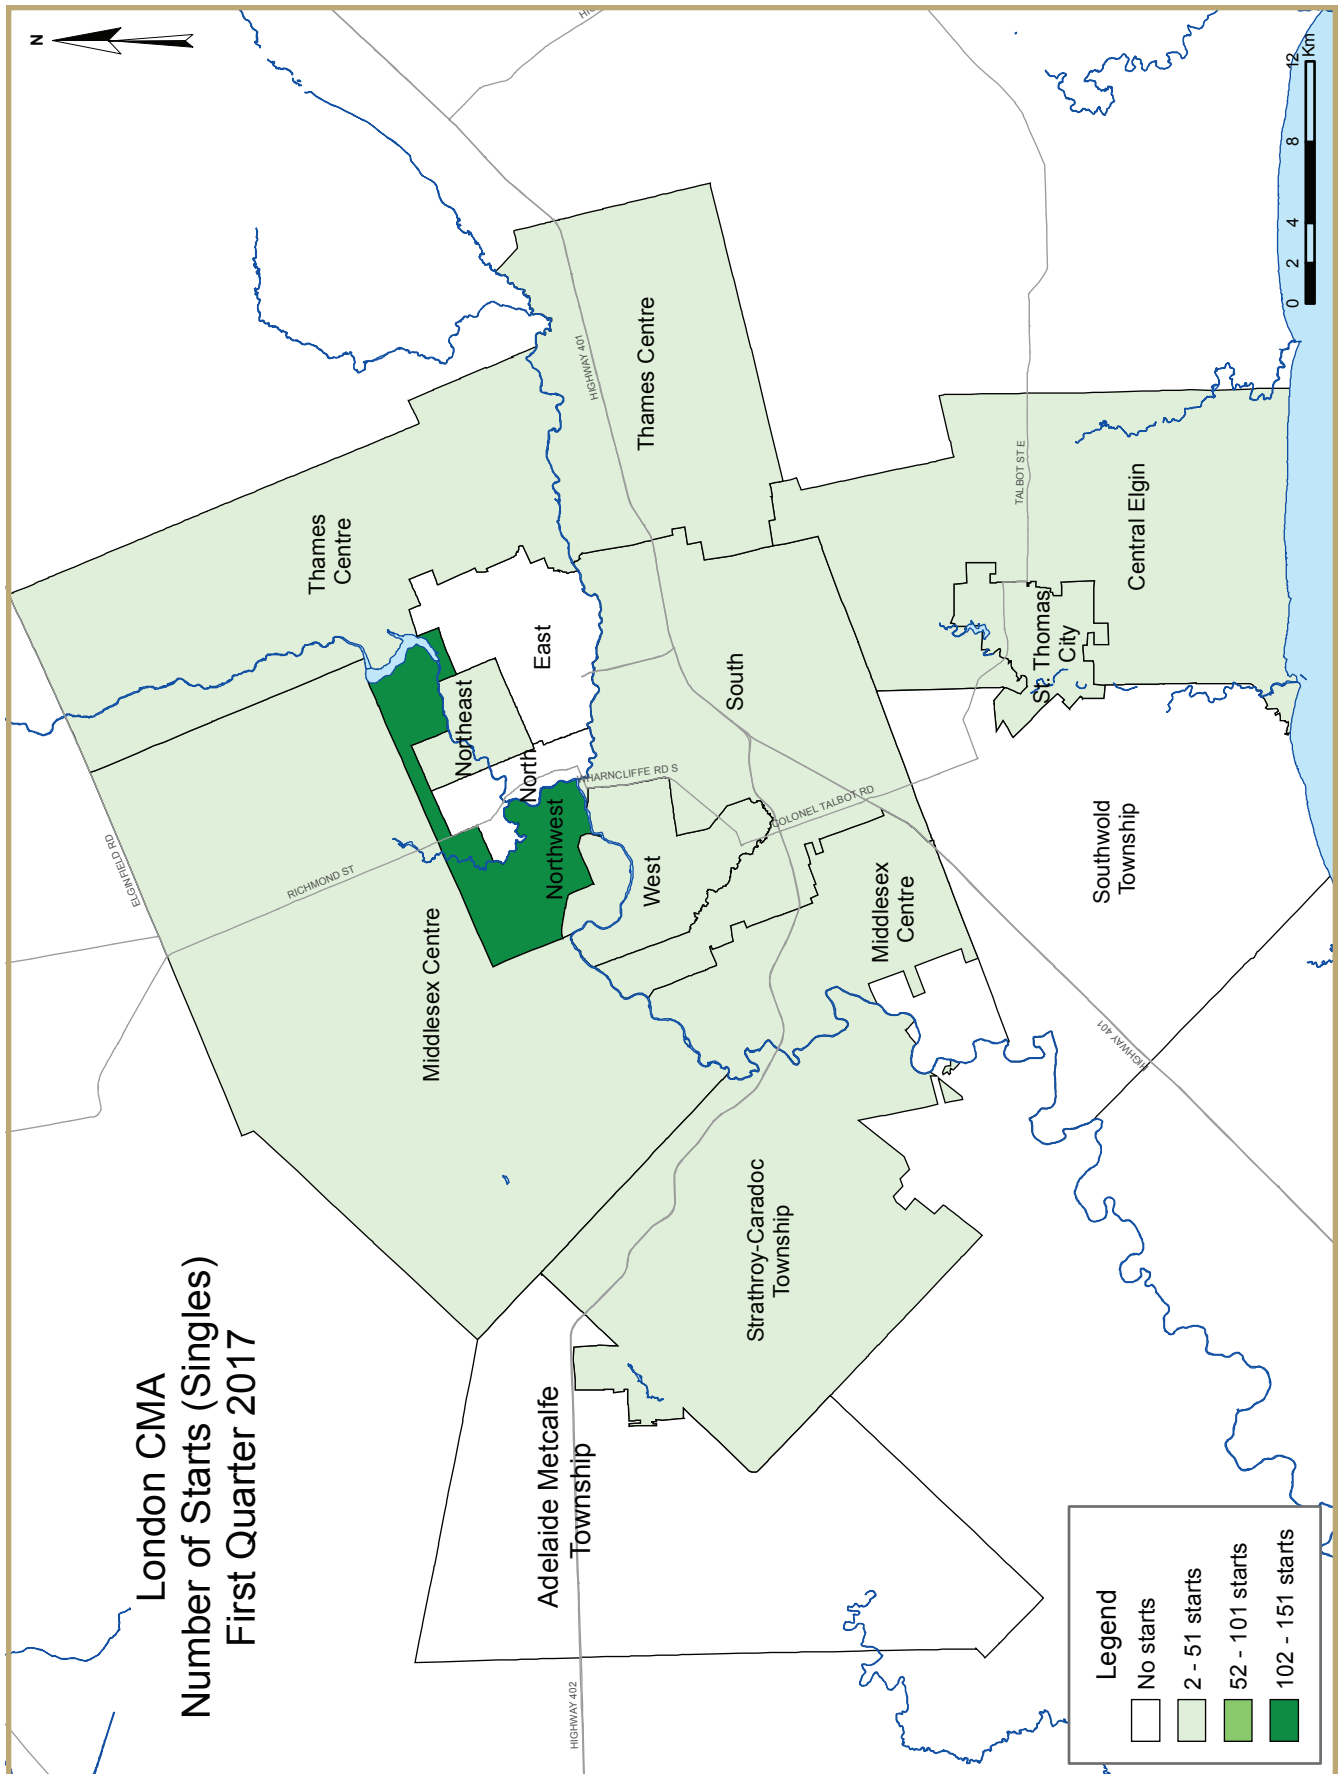 London CMA
Number of Starts (Singles)
First Quarter 2017
N
ELGINFIELD RD
RICHMOND ST
Thames
Centre
Middlesex Centre
Northeast
North
East
Northwest
WHARNCLIFFE RD S
HIGHWAY 401
Thames Centre
West
South
Adelaide Metcalfe
Township
HIGHWAY 402
Strathroy-Caradoc
Township
COLONEL TALBOT RD
Middlesex
Centre
TALBOT ST E
St. Thomas
City
Central Elgin
Southwold
Township
HIGHWAY 401
Legend
No starts
2 - 51 starts
52 - 101 starts
102 - 151 starts
0 2 4 8 12
Km